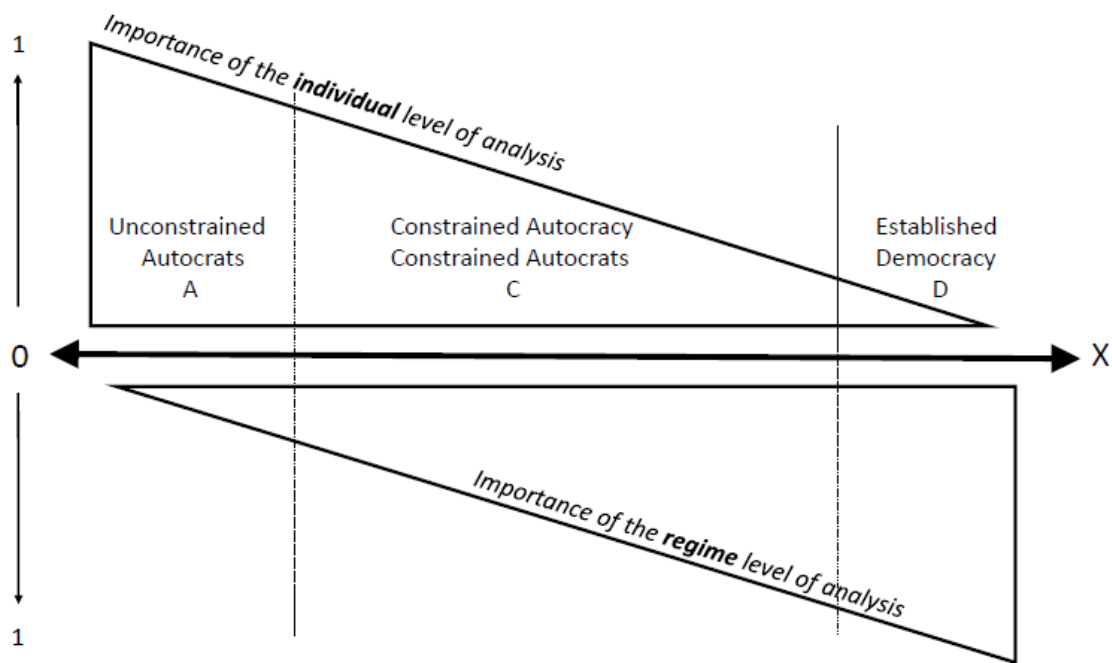 1
Importance of the individual level of analysis
Unconstrained
Autocrats
A
Constrained Autocracy
Constrained Autocrats
C
Established
Democracy
D
0
X
Importance of the regime level of analysis
1